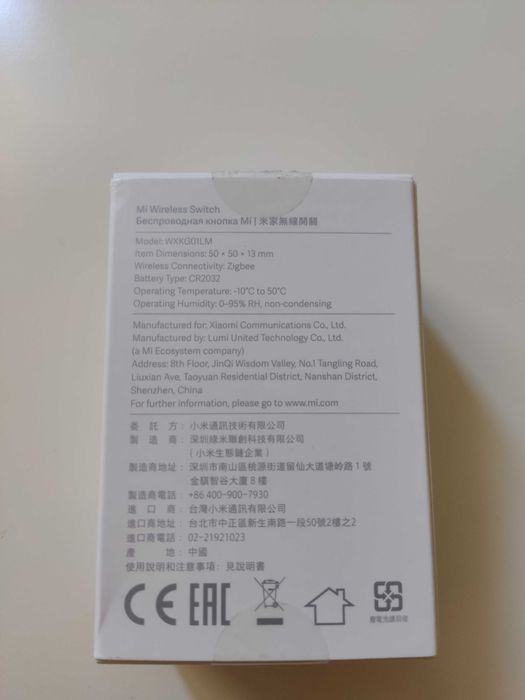 Mi Wireless Switch
Беспроводная кнопка Mi | 米家無線開關
Model: WXKG01LM
Item Dimensions: 50 × 50 × 13 mm
Wireless Connectivity: Zigbee
Battery Type: CR2032
Operating Temperature: -10°C to 50°C
Operating Humidity: 0–95% RH, non-condensing
Manufactured for: Xiaomi Communications Co., Ltd.
Manufactured by: Lumi United Technology Co., Ltd.
(a Mi Ecosystem company)
Address: 8th Floor, JinQi Wisdom Valley, No.1 Tangling Road,
Liuxian Ave, Taoyuan Residential District, Nanshan District,
Shenzhen, China
For further information, please go to www.mi.com
委託方：小米通訊技術有限公司
製造商：深圳綠米聯創科技有限公司
（小米生態鏈企業）
製造商地址：深圳市南山區桃源街道留仙大道塘岭路1號
金騏智谷大廈8樓
製造商電話：+86 400-900-7930
進口商：台灣小米通訊有限公司
進口商地址：台北市中正區新生南路一段50號2樓之2
進口商電話：02-21921023
產地：中國
使用說明和注意事項：見說明書
CE EAC
廢電池請回收